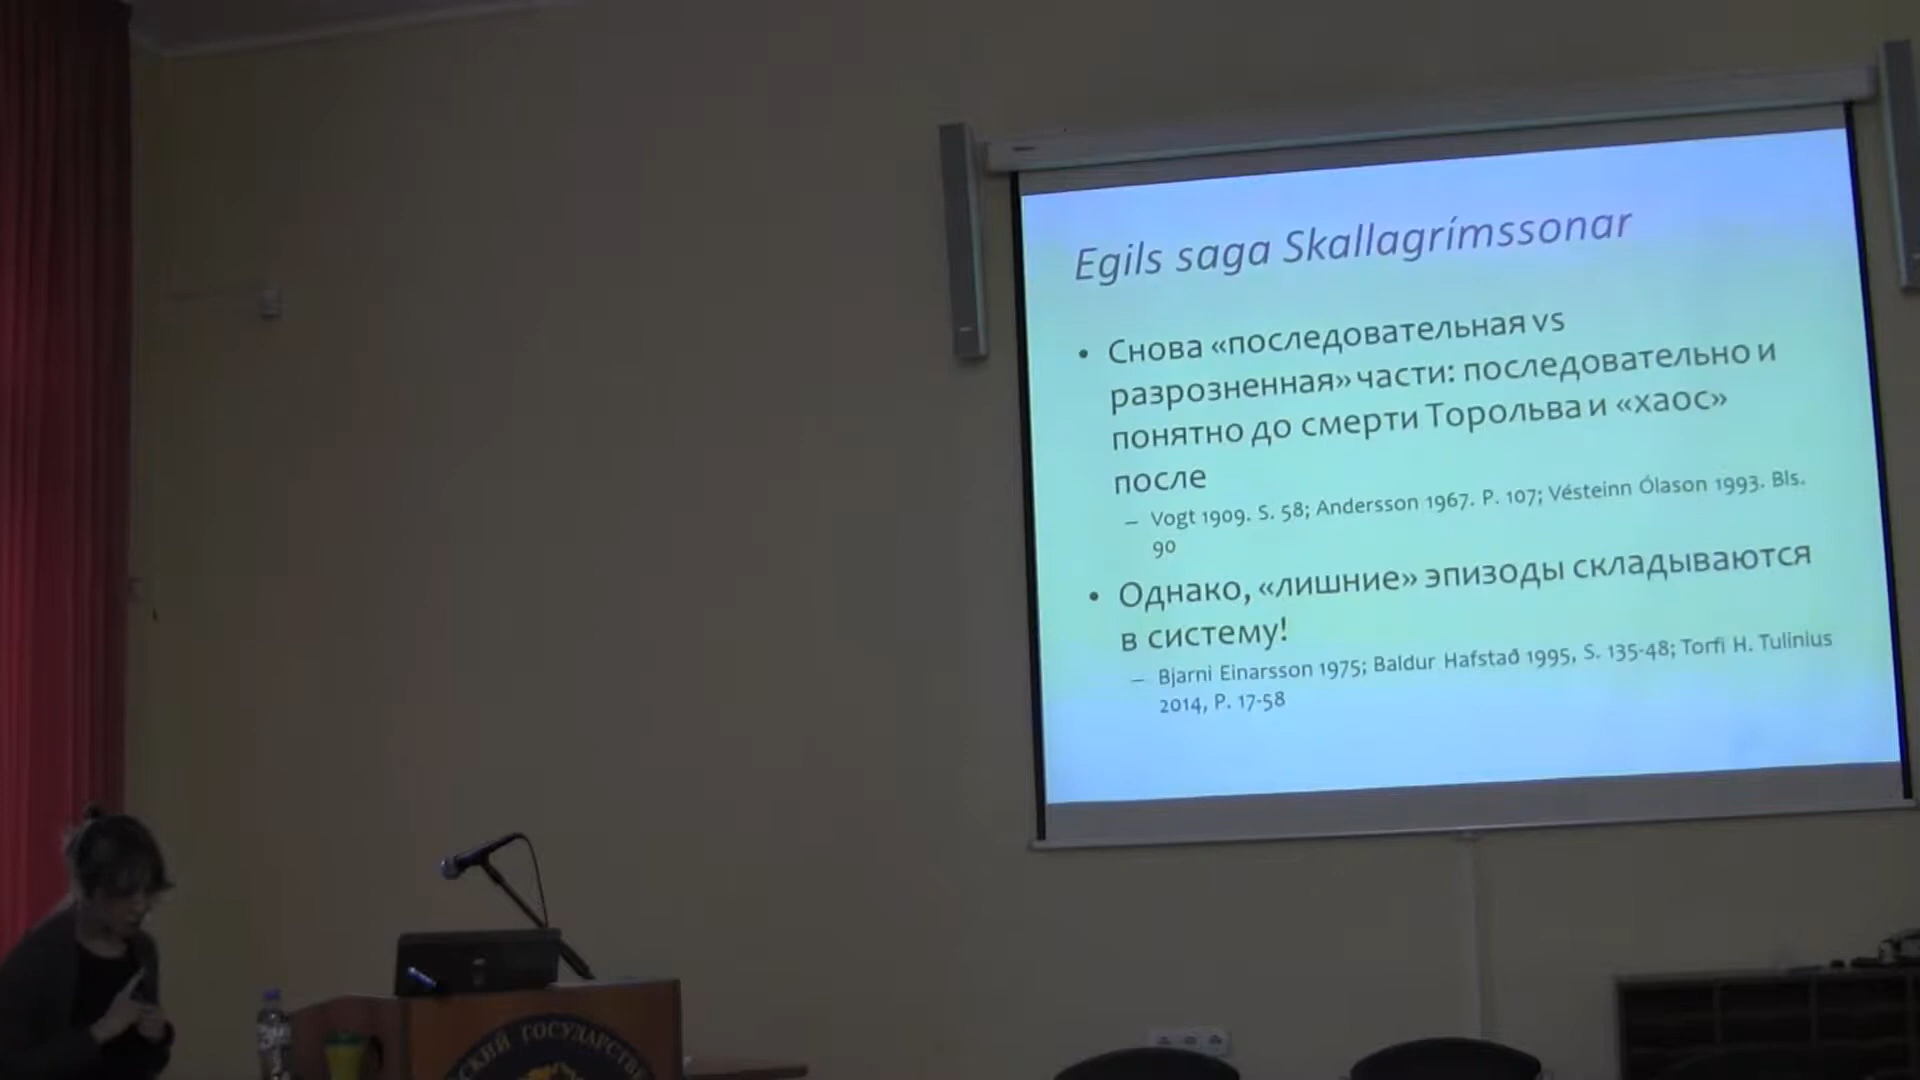 Egils saga Skallagrímssonar
• Снова «последовательная vs
разрозненная» части: последовательно и
понятно до смерти Торольва и «хаос»
после
– Vogt 1909. S. 58; Andersson 1967. P. 107; Vésteinn Ólason 1993. Bls.
90
• Однако, «лишние» эпизоды складываются
в систему!
– Bjarni Einarsson 1975; Baldur Hafstað 1995, S. 135-48; Torfi H. Tulinius
2014, P. 17-58